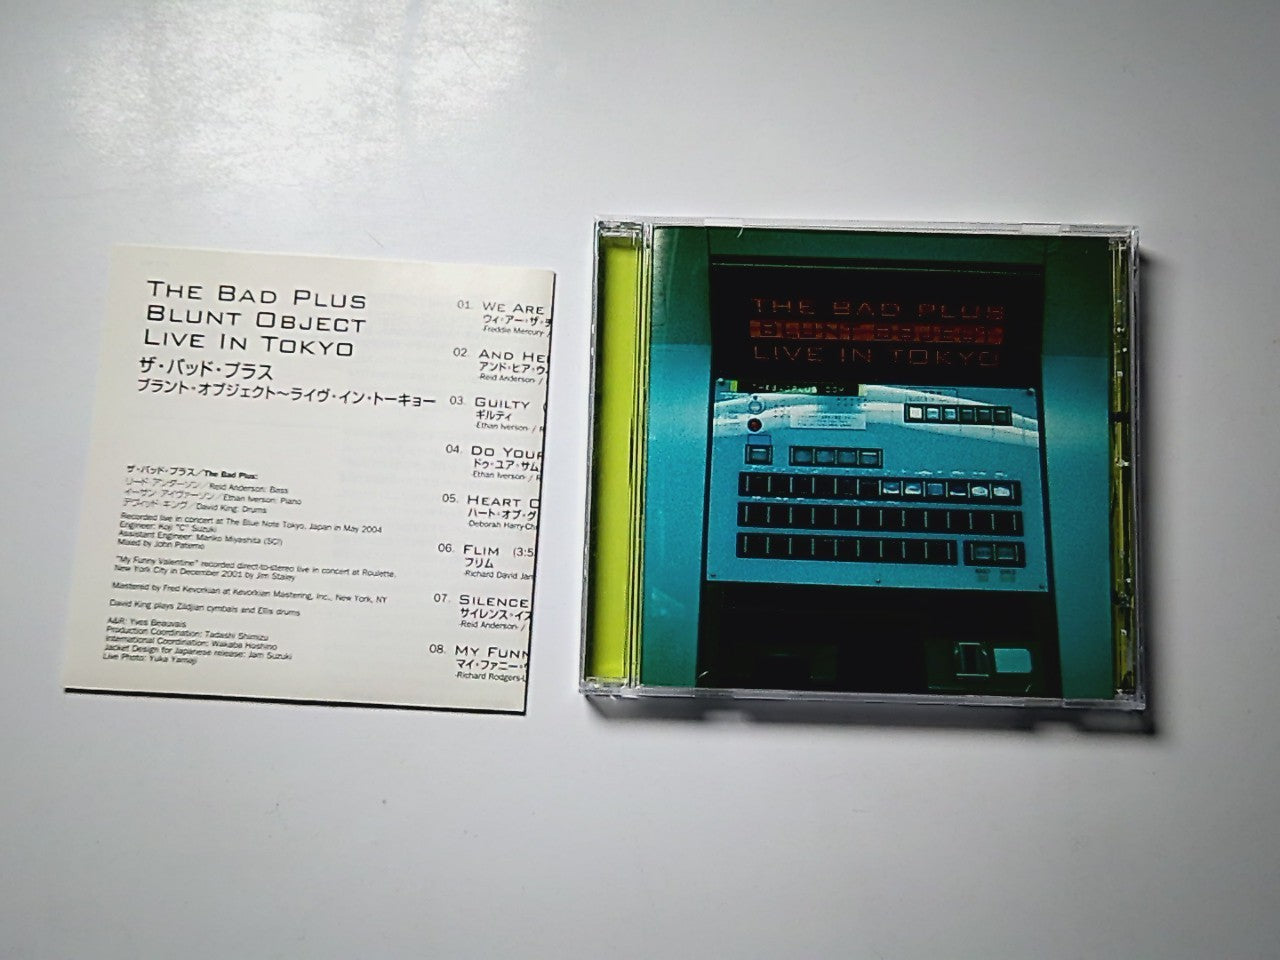 THE BAD PLUS
BLUNT OBJECT
LIVE IN TOKYO
ザ・バッド・プラス
ブラント・オブジェクト〜ライヴ・イン・トーキョー
ザ・バッド・プラス/The Bad Plus:
リード アンダーソン/Reid Anderson: Bass
イーサン アイヴァーソン/Ethan Iverson: Piano
デヴィッド キング/David King: Drums
Recorded live in concert at The Blue Note Tokyo, Japan in May 2004
Engineer: Koji "C" Suzuki
Assistant Engineer: Mariko Miyashita (SCI)
Mixed by John Paterno
"My Funny Valentine" recorded direct-to-stereo live in concert at Roulette,
New York City in December 2001 by Jim Staley
Mastered by Fred Kevorkian at Kevorkian Mastering, Inc., New York, NY
David King plays Zildjian cymbals and Ellis drums
A&R: Yves Beauvais
Production Coordination: Tadashi Shimizu
International Coordination: Wakaba Hoshino
Jacket Design for Japanese release: Jam Suzuki
Live Photo: Yuka Yamaji
01. WE ARE
ウィ・アー・ザ・
-Freddie Mercury-
02. AND HE
アンド・ヒア・ウ
-Reid Anderson- /
03. GUILTY (
ギルティ
-Ethan Iverson- /
04. DO YOUR
ドゥ・ユア・サム
-Ethan Iverson- /
05. HEART O
ハート・オブ・グ
-Deborah Harry-Ch
06. FLIM (3:5
フリム
-Richard David Jam
07. SILENCE
サイレンス・イズ
-Reid Anderson- /
08. MY FUNN
マイ・ファニー・
-Richard Rodgers-L
THE BAD PLUS
BLUNT OBJECT
LIVE IN TOKYO
THEBADPLUS.COM